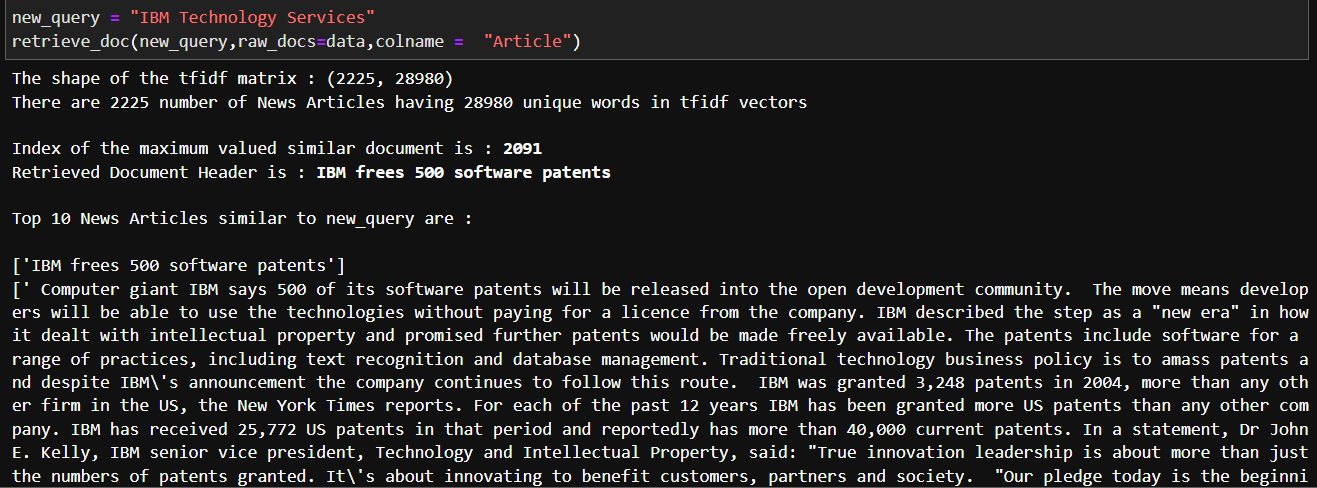 new_query = "IBM Technology Services"
retrieve_doc(new_query,raw_docs=data,colname =  "Article")
The shape of the tfidf matrix : (2225, 28980)
There are 2225 number of News Articles having 28980 unique words in tfidf vectors
Index of the maximum valued similar document is : 2091
Retrieved Document Header is : IBM frees 500 software patents
Top 10 News Articles similar to new_query are :
['IBM frees 500 software patents']
[' Computer giant IBM says 500 of its software patents will be released into the open development community.  The move means develop
ers will be able to use the technologies without paying for a licence from the company. IBM described the step as a "new era" in how
it dealt with intellectual property and promised further patents would be made freely available. The patents include software for a
range of practices, including text recognition and database management. Traditional technology business policy is to amass patents a
nd despite IBM\'s announcement the company continues to follow this route.  IBM was granted 3,248 patents in 2004, more than any oth
er firm in the US, the New York Times reports. For each of the past 12 years IBM has been granted more US patents than any other com
pany. IBM has received 25,772 US patents in that period and reportedly has more than 40,000 current patents. In a statement, Dr John
E. Kelly, IBM senior vice president, Technology and Intellectual Property, said: "True innovation leadership is about more than just
the numbers of patents granted. It\'s about innovating to benefit customers, partners and society.  "Our pledge today is the beginni